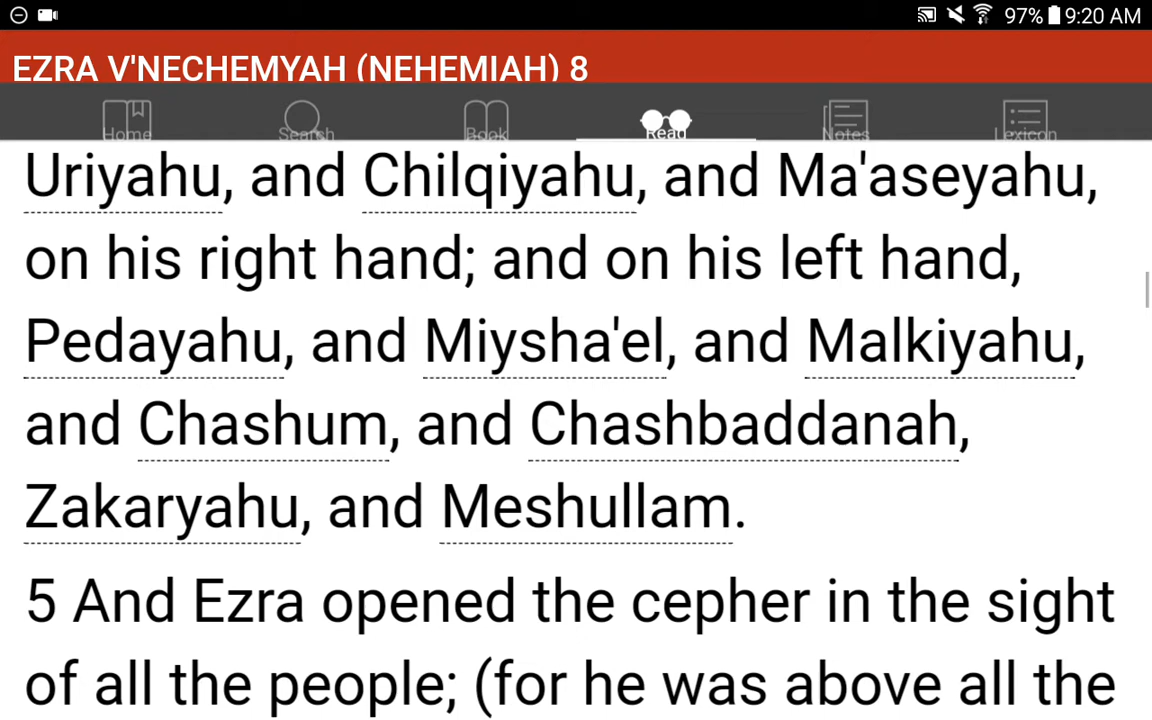 97% 9:20 AM
EZRA V'NECHEMYAH (NEHEMIAH) 8
Home Search Book Read Notes Lexicon
Uriyahu, and Chilqiyahu, and Ma'aseyahu,
on his right hand; and on his left hand,
Pedayahu, and Miysha'el, and Malkiyahu,
and Chashum, and Chashbaddanah,
Zakaryahu, and Meshullam.
5 And Ezra opened the cepher in the sight
of all the people; (for he was above all the